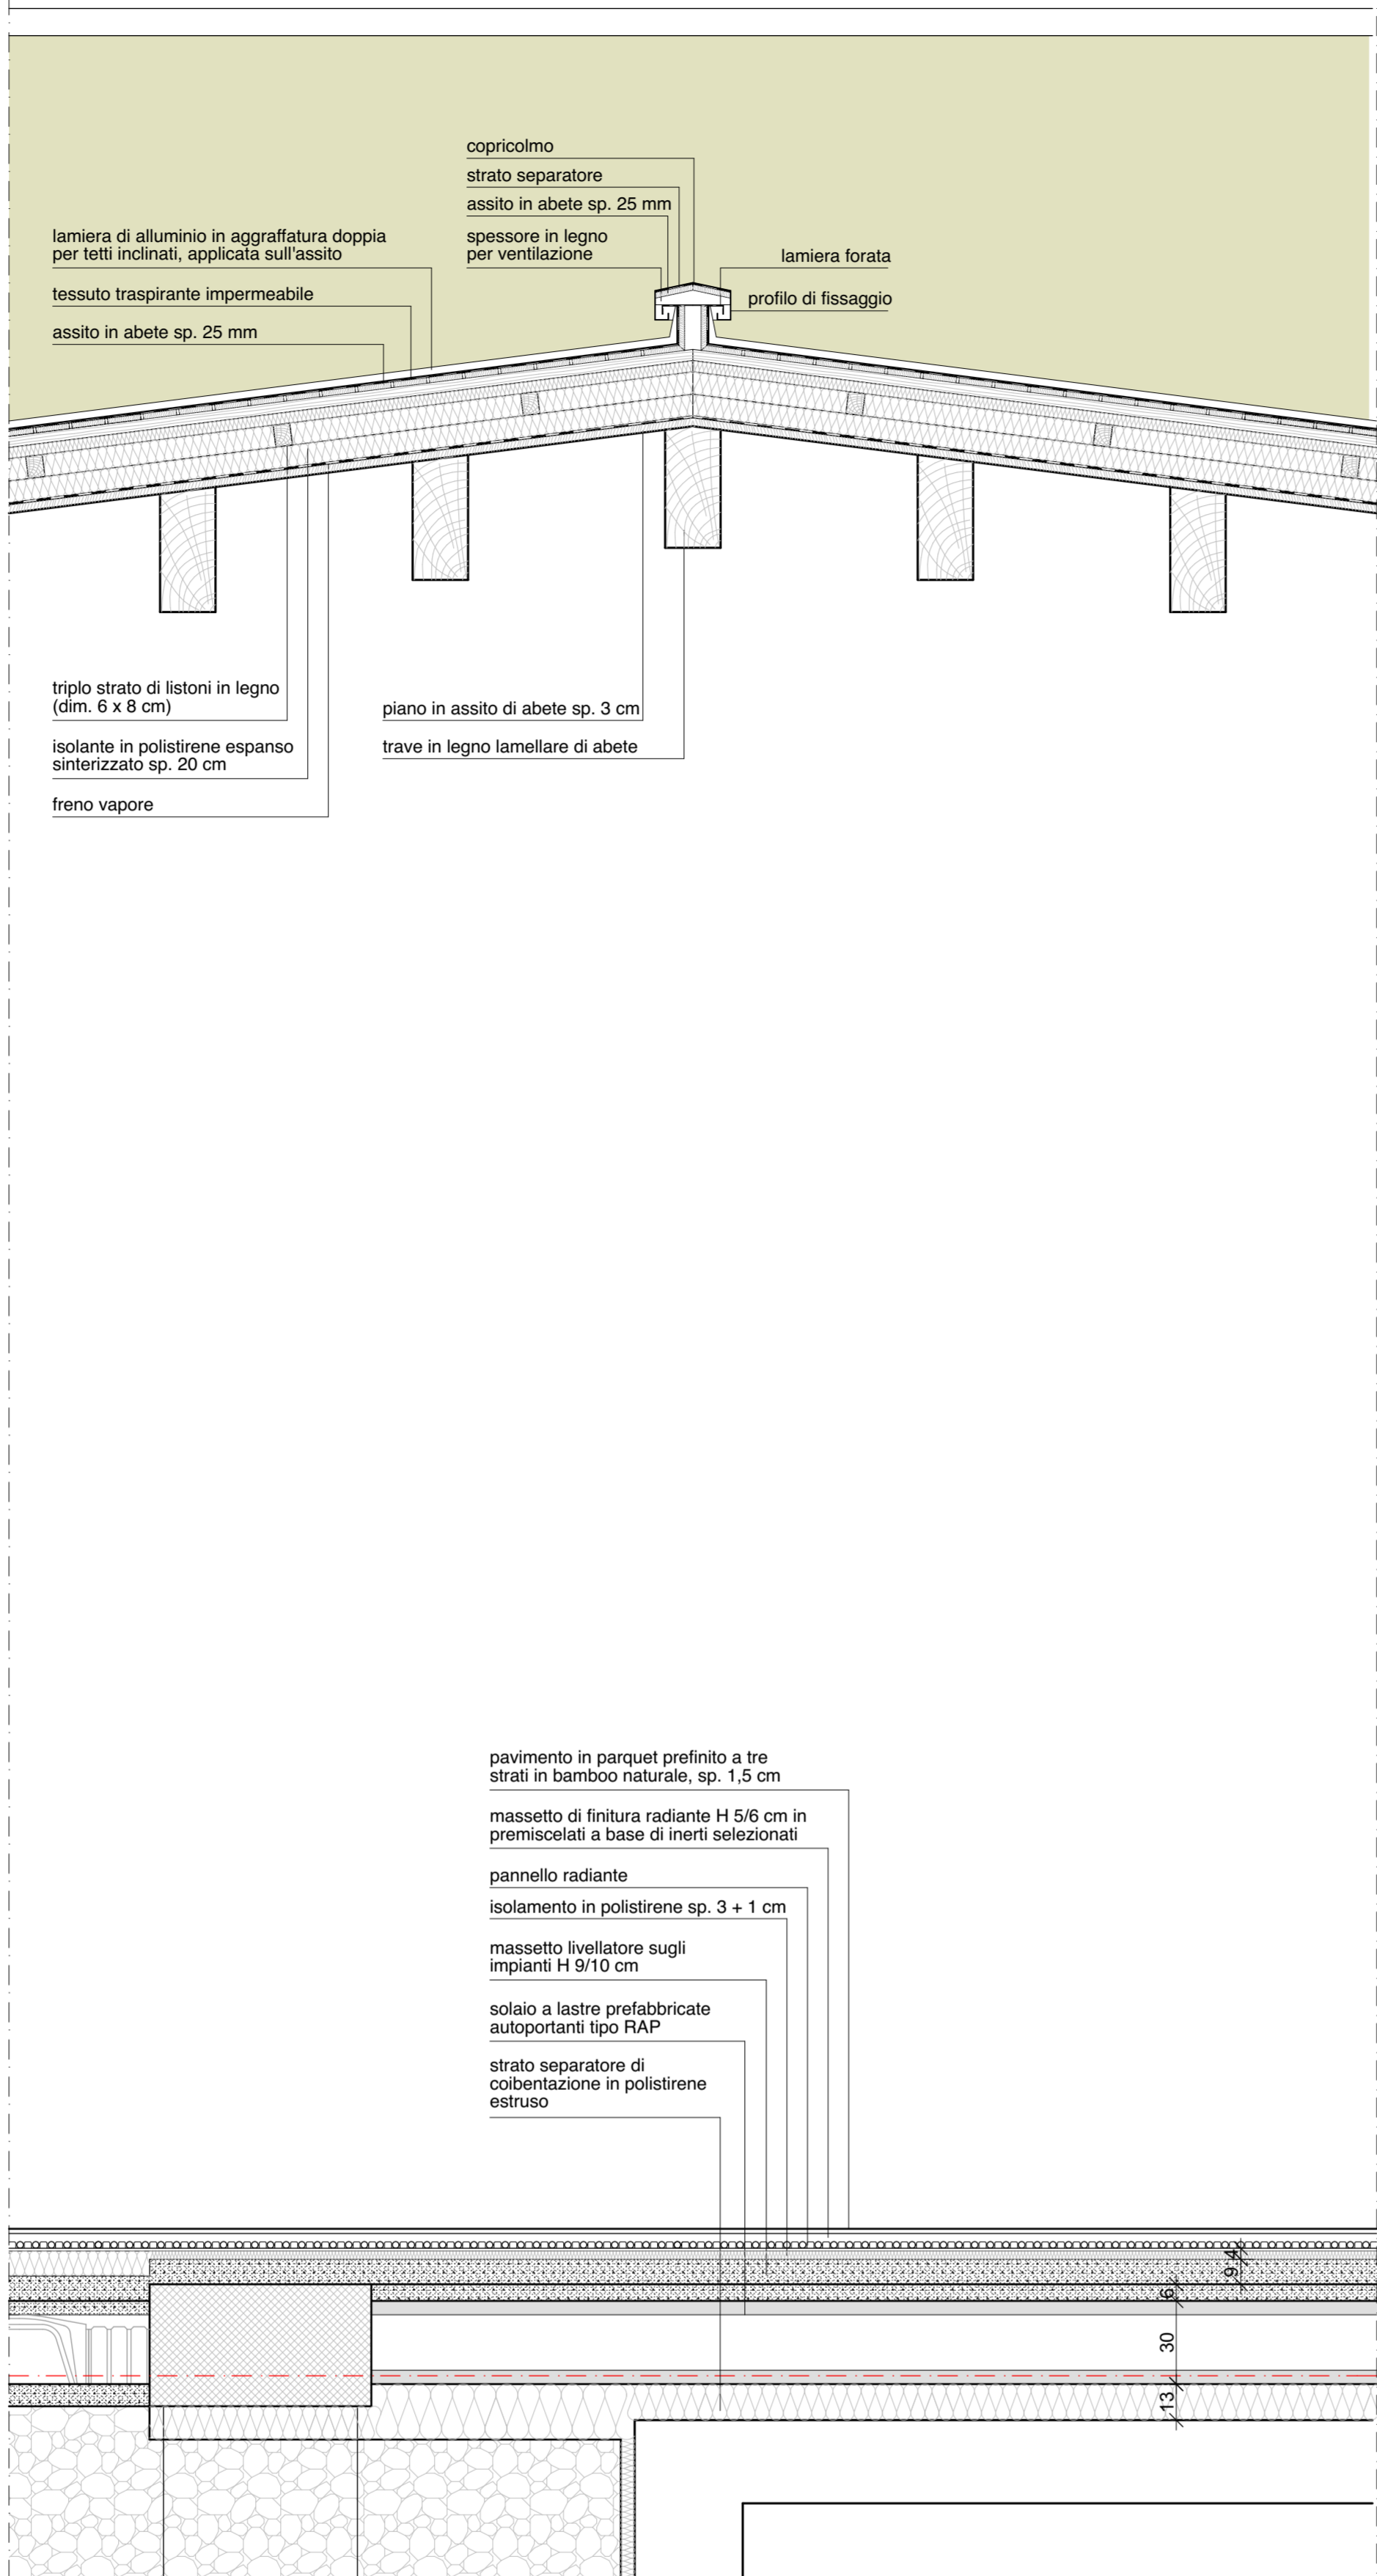 copricolmo
strato separatore
assito in abete sp. 25 mm
spessore in legno
per ventilazione
lamiera forata
profilo di fissaggio
lamiera di alluminio in aggraffatura doppia
per tetti inclinati, applicata sull'assito
tessuto traspirante impermeabile
assito in abete sp. 25 mm
triplo strato di listoni in legno
(dim. 6 x 8 cm)
isolante in polistirene espanso
sinterizzato sp. 20 cm
freno vapore
piano in assito di abete sp. 3 cm
trave in legno lamellare di abete
pavimento in parquet prefinito a tre
strati in bamboo naturale, sp. 1,5 cm
massetto di finitura radiante H 5/6 cm in
premiscelati a base di inerti selezionati
pannello radiante
isolamento in polistirene sp. 3 + 1 cm
massetto livellatore sugli
impianti H 9/10 cm
solaio a lastre prefabbricate
autoportanti tipo RAP
strato separatore di
coibentazione in polistirene
estruso
4
9
6
30
13